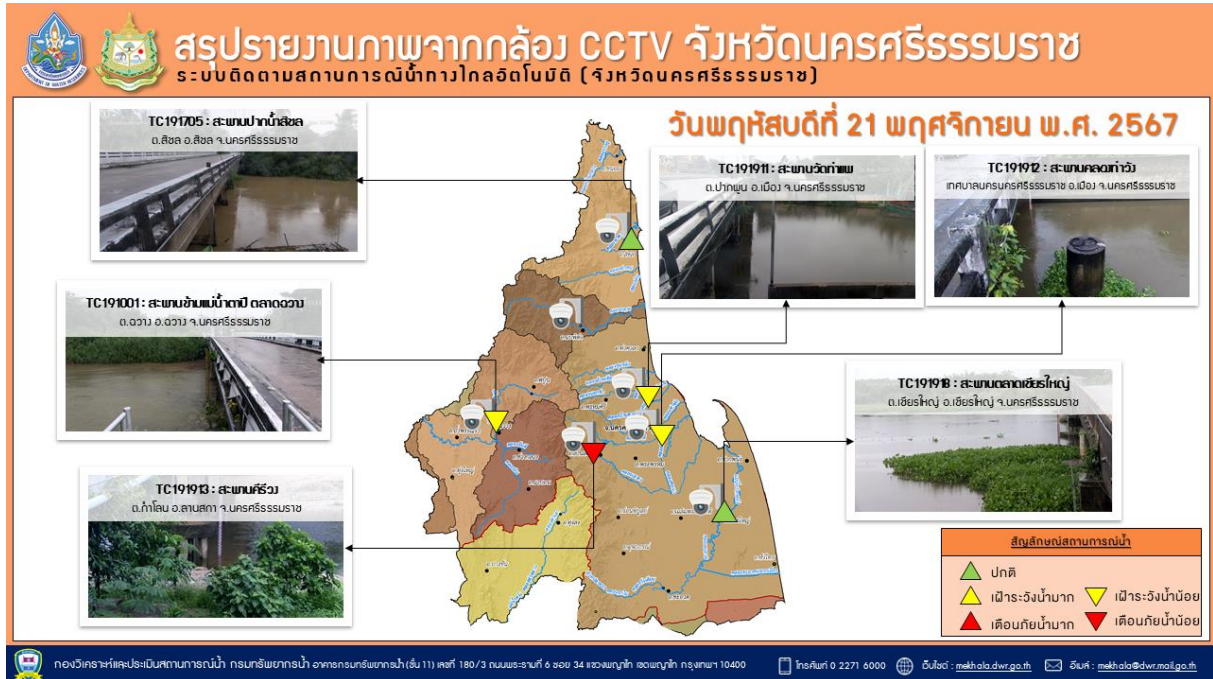 สรุปรายงานภาพจากกล้อง CCTV จังหวัดนครศรีธรรมราช
ระบบติดตามสถานการณ์น้ำทางไกลอัตโนมัติ (จังหวัดนครศรีธรรมราช)
วันพฤหัสบดีที่ 21 พฤศจิกายน พ.ศ. 2567
TC191705 : สะพานปากน้ำสิชล
ต.สิชล อ.สิชล จ.นครศรีธรรมราช
TC191911 : สะพานวัดท่าแพ
ต.ปากพูน อ.เมือง จ.นครศรีธรรมราช
TC191912 : สะพานคลองท่าวัง
เทศบาลนครนครศรีธรรมราช อ.เมือง จ.นครศรีธรรมราช
TC191001 : สะพานข้ามแม่น้ำตาปี ตลาดฉวาง
ต.ฉวาง อ.ฉวาง จ.นครศรีธรรมราช
TC191918 : สะพานตลาดเชียรใหญ่
ต.เชียรใหญ่ อ.เชียรใหญ่ จ.นครศรีธรรมราช
TC191913 : สะพานคีรีวง
ต.กำโลน อ.ลานสกา จ.นครศรีธรรมราช
สัญลักษณ์สถานการณ์น้ำ
ปกติ
เฝ้าระวังน้ำมาก เฝ้าระวังน้ำน้อย
เตือนภัยน้ำมาก เตือนภัยน้ำน้อย
กองวิเคราะห์และประเมินสถานการณ์น้ำ กรมทรัพยากรน้ำ อาคารกรมทรัพยากรน้ำ (ชั้น 11) เลขที่ 180/3 ถนนพระรามที่ 6 ซอย 34 แขวงพญาไท เขตพญาไท กรุงเทพฯ 10400 โทรศัพท์ 0 2271 6000 เว็บไซต์ : mekhala.dwr.go.th อีเมล์ : mekhala@dwr.mail.go.th